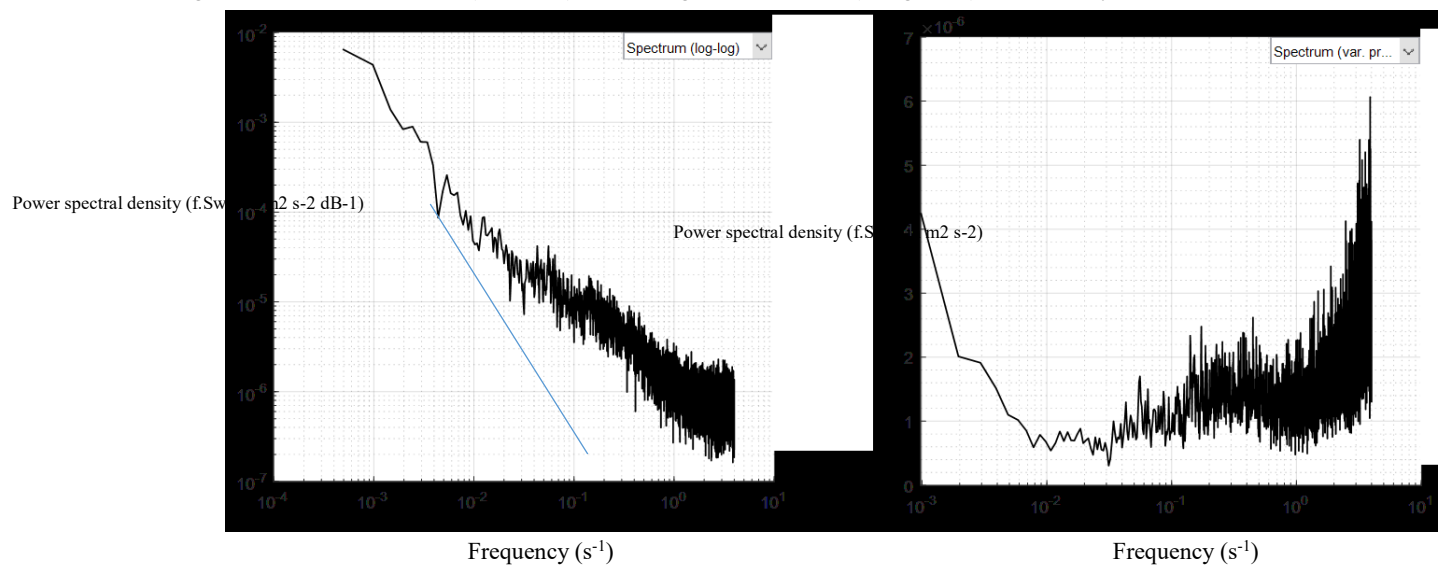 10^-2
10^-3
10^-4
10^-5
10^-6
10^-7
10^-4 10^-3 10^-2 10^-1 10^0 10^1
Spectrum (log-log)
Power spectral density (f.Sw m2 s-2 dB-1)
Frequency (s^-1)
×10^-6
7
6
5
4
3
2
1
0
10^-3 10^-2 10^-1 10^0 10^1
Spectrum (var. pr...
Power spectral density (f.S m2 s-2)
Frequency (s^-1)